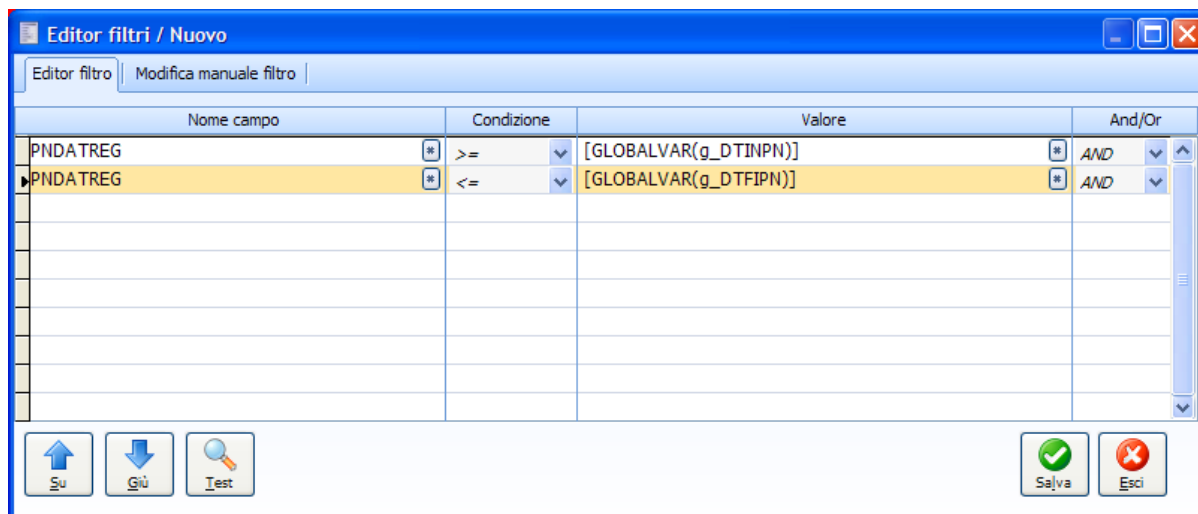 Editor filtri / Nuovo
Editor filtro Modifica manuale filtro
Nome campo Condizione Valore And/Or
PNDATREG >= [GLOBALVAR(g_DTINPN)] AND
PNDATREG <= [GLOBALVAR(g_DTFIPN)] AND
Su Giù Test Salva Esci